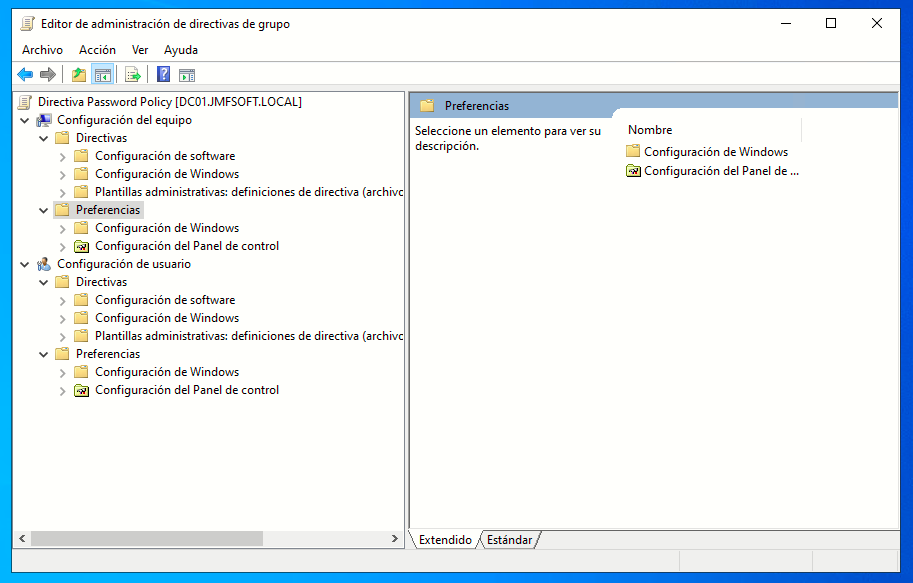 Editor de administración de directivas de grupo
Archivo Acción Ver Ayuda
Directiva Password Policy [DC01.JMFSOFT.LOCAL]
Configuración del equipo
Directivas
Configuración de software
Configuración de Windows
Plantillas administrativas: definiciones de directiva (archivo
Preferencias
Configuración de Windows
Configuración del Panel de control
Configuración de usuario
Directivas
Configuración de software
Configuración de Windows
Plantillas administrativas: definiciones de directiva (archivo
Preferencias
Configuración de Windows
Configuración del Panel de control
Preferencias
Seleccione un elemento para ver su
descripción.
Nombre
Configuración de Windows
Configuración del Panel de ...
Extendido Estándar